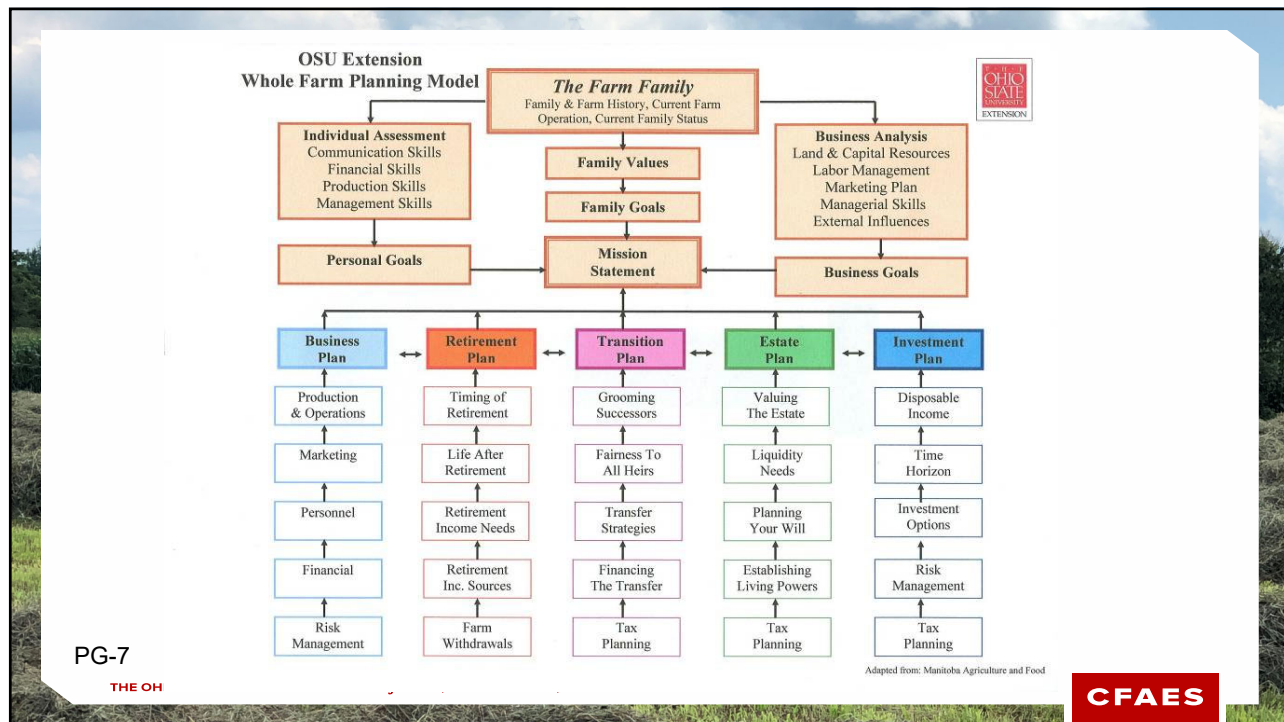 OSU Extension
Whole Farm Planning Model
The Farm Family
Family & Farm History, Current Farm
Operation, Current Family Status
T · H · E
OHIO
STATE
UNIVERSITY
EXTENSION
Individual Assessment
Communication Skills
Financial Skills
Production Skills
Management Skills
Family Values
Family Goals
Business Analysis
Land & Capital Resources
Labor Management
Marketing Plan
Managerial Skills
External Influences
Personal Goals
Mission
Statement
Business Goals
Business
Plan
Retirement
Plan
Transition
Plan
Estate
Plan
Investment
Plan
Production
& Operations
Timing of
Retirement
Grooming
Successors
Valuing
The Estate
Disposable
Income
Marketing
Life After
Retirement
Fairness To
All Heirs
Liquidity
Needs
Time
Horizon
Personnel
Retirement
Income Needs
Transfer
Strategies
Planning
Your Will
Investment
Options
Financial
Retirement
Inc. Sources
Financing
The Transfer
Establishing
Living Powers
Risk
Management
Risk
Management
Farm
Withdrawals
Tax
Planning
Tax
Planning
Tax
Planning
Adapted from: Manitoba Agriculture and Food
PG-7
THE OH
CFAES